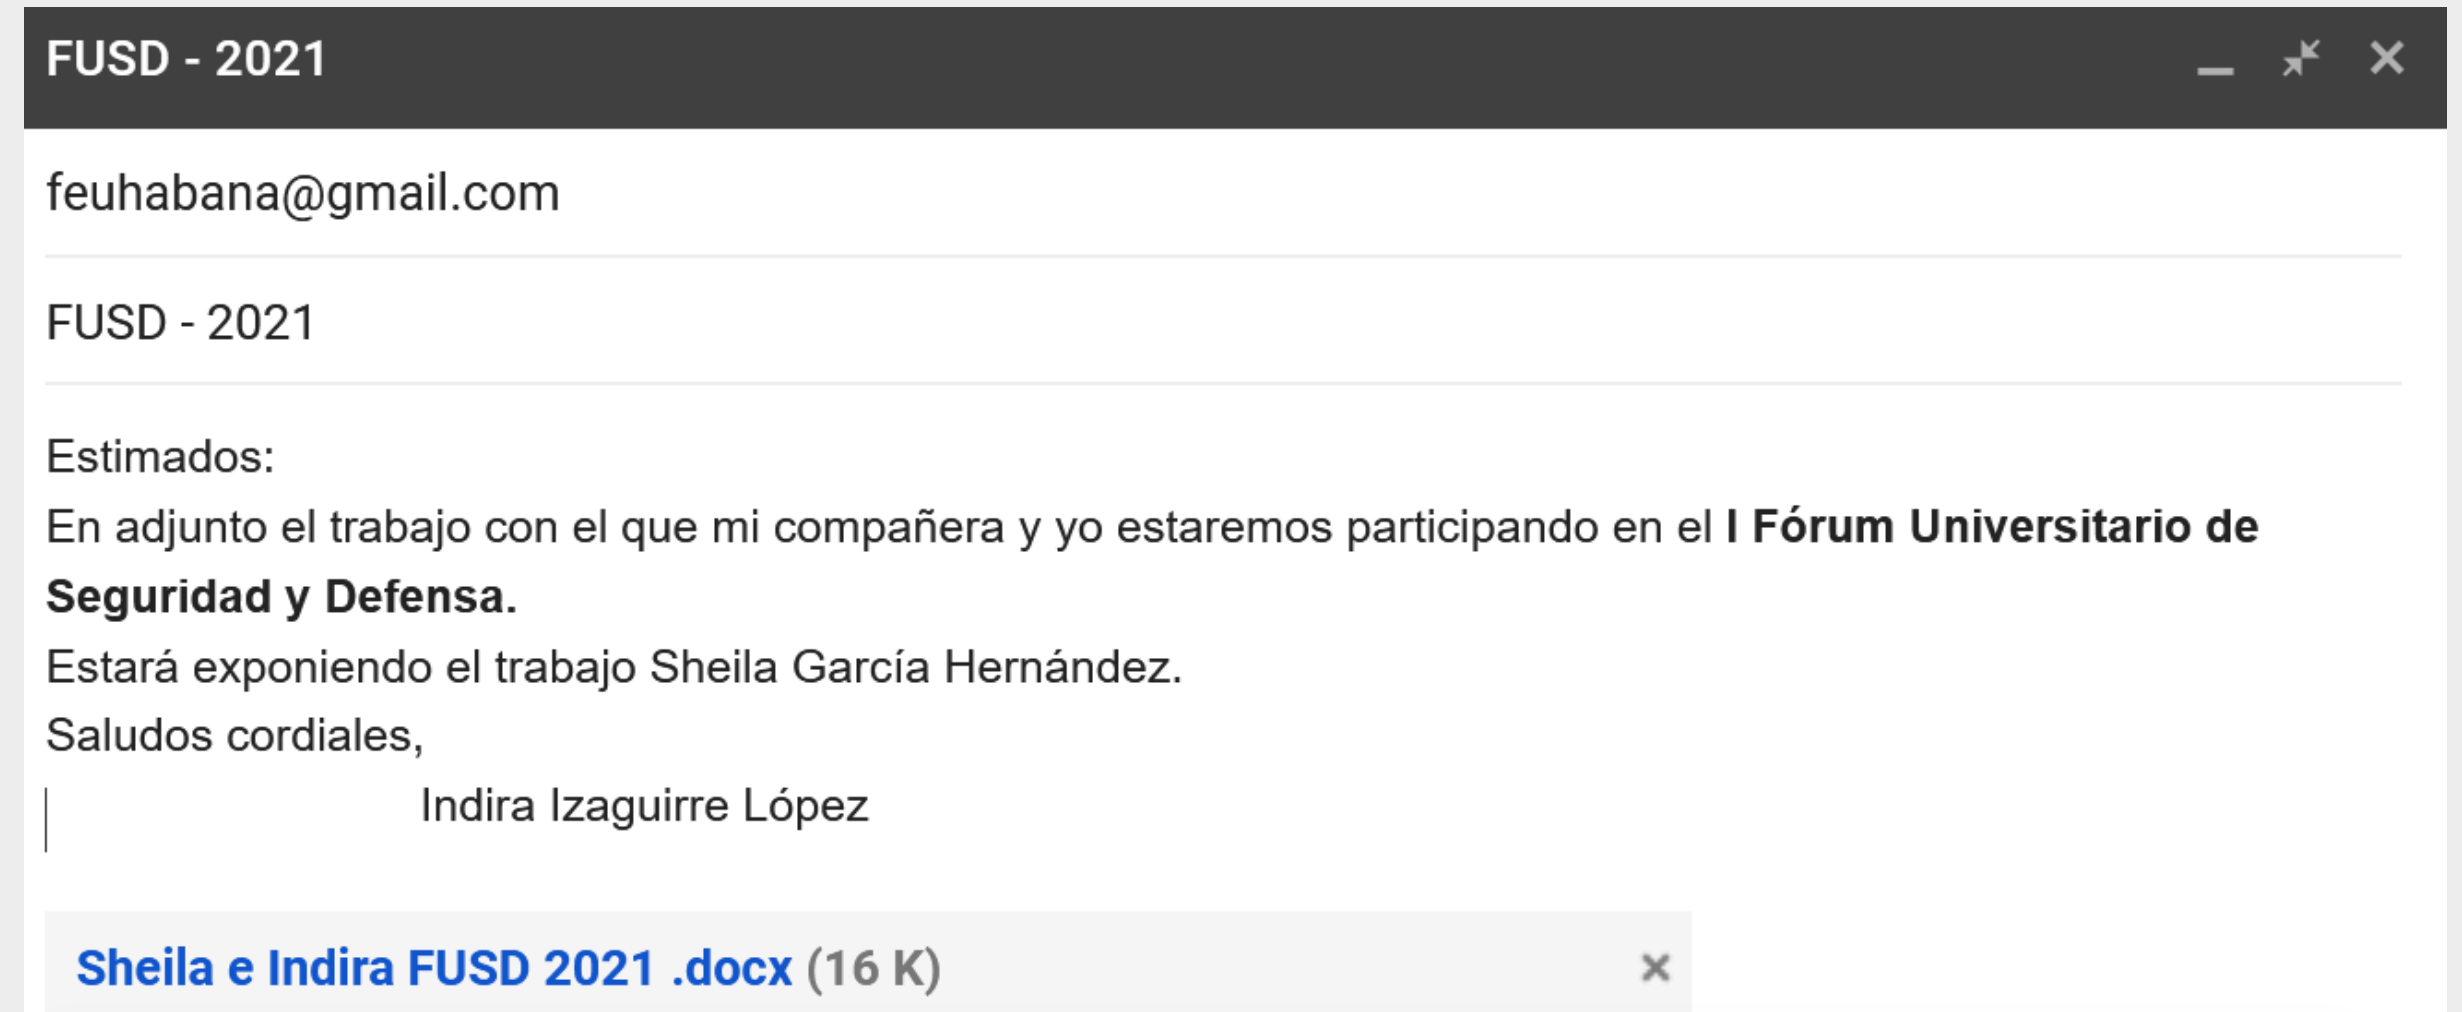 FUSD - 2021
feuhabana@gmail.com
FUSD - 2021
Estimados:
En adjunto el trabajo con el que mi compañera y yo estaremos participando en el I Fórum Universitario de
Seguridad y Defensa.
Estará exponiendo el trabajo Sheila García Hernández.
Saludos cordiales,
Indira Izaguirre López
Sheila e Indira FUSD 2021 .docx (16 K)